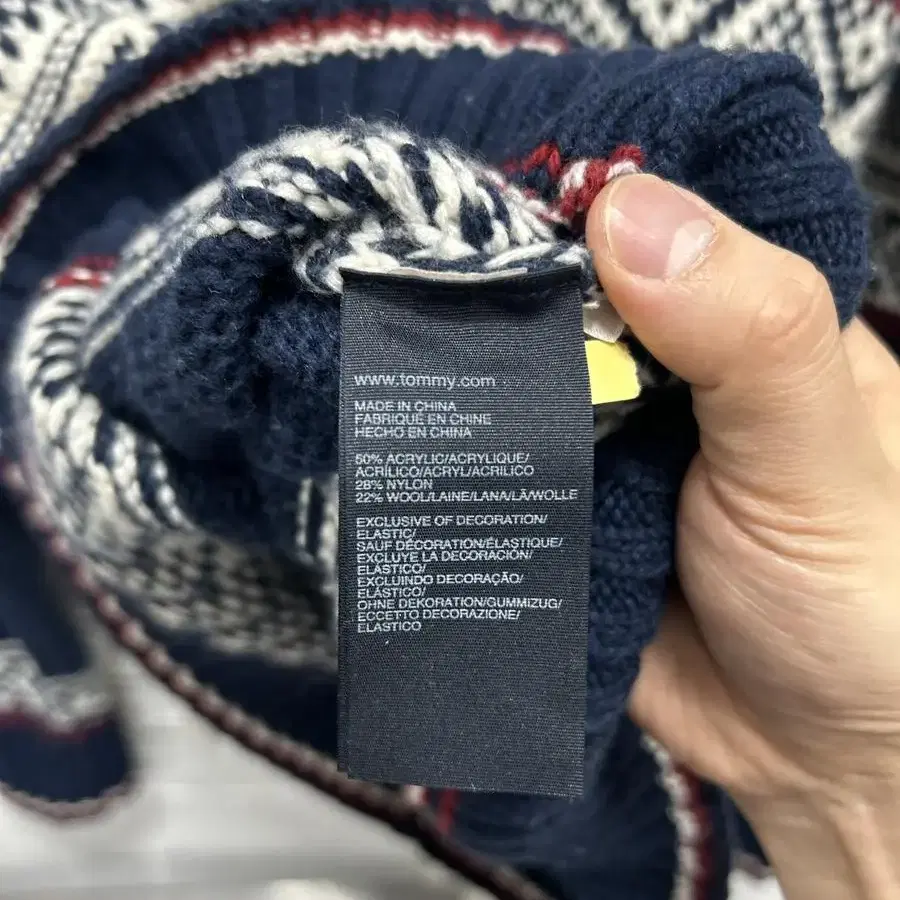 www.tommy.com
MADE IN CHINA
FABRIQUE EN CHINE
HECHO EN CHINA
50% ACRYLIC/ACRYLIQUE/
ACRÍLICO/ACRYL/ACRILICO
28% NYLON
22% WOOL/LAINE/LANA/LÃ/WOLLE
EXCLUSIVE OF DECORATION/
ELASTIC/
SAUF DÉCORATION/ÉLASTIQUE/
EXCLUYE LA DECORACIÓN/
ELÁSTICO/
EXCLUINDO DECORAÇÃO/
ELÁSTICO/
OHNE DEKORATION/GUMMIZUG/
ECCETTO DECORAZIONE/
ELASTICO